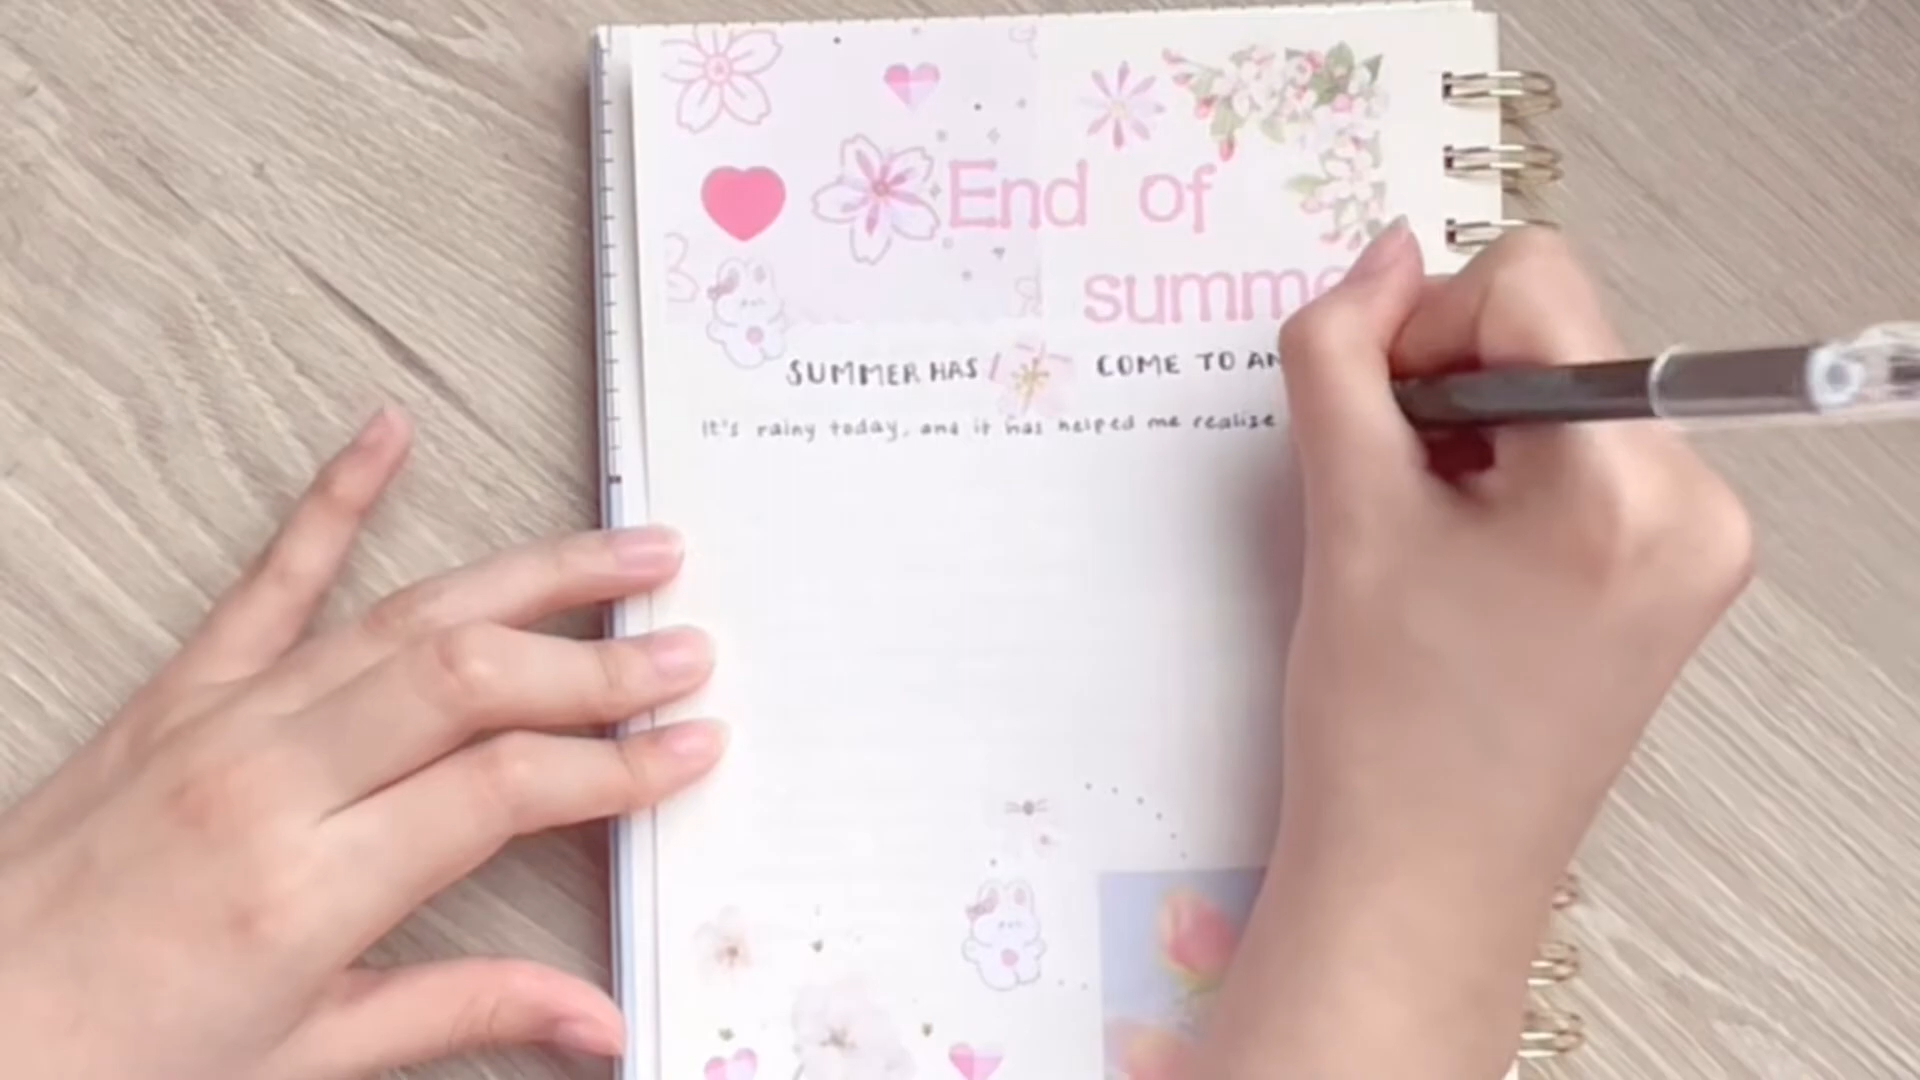 End of
summe
SUMMER HAS COME TO AN
It's rainy today, and it has helped me realise